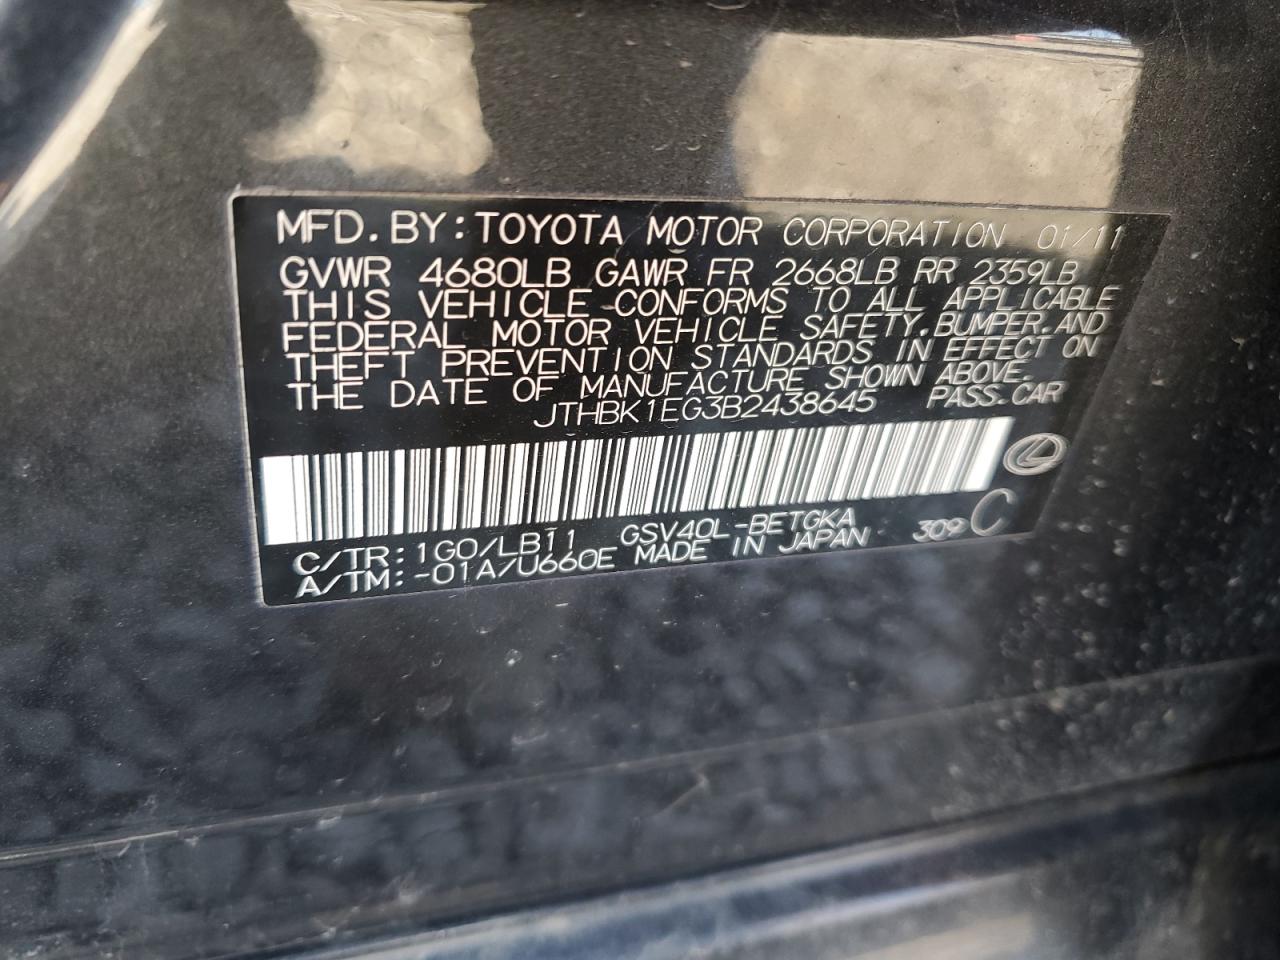 MFD. BY: TOYOTA MOTOR CORPORATION 01/11
GVWR 4680LB GAWR FR 2668LB RR 2359LB
THIS VEHICLE CONFORMS TO ALL APPLICABLE
FEDERAL MOTOR VEHICLE SAFETY, BUMPER, AND
THEFT PREVENTION STANDARDS IN EFFECT ON
THE DATE OF MANUFACTURE SHOWN ABOVE.
JTHBK1EG3B2438645 PASS. CAR
C/TR: 1G0/LB11 GSV40L-BETGKA 309 C
A/TM: -01A/U660E MADE IN JAPAN